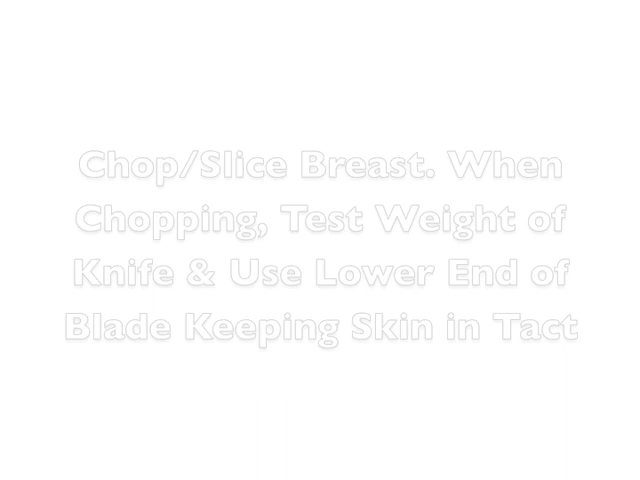 Chop/Slice Breast. When
Chopping, Test Weight of
Knife & Use Lower End of
Blade Keeping Skin in Tact